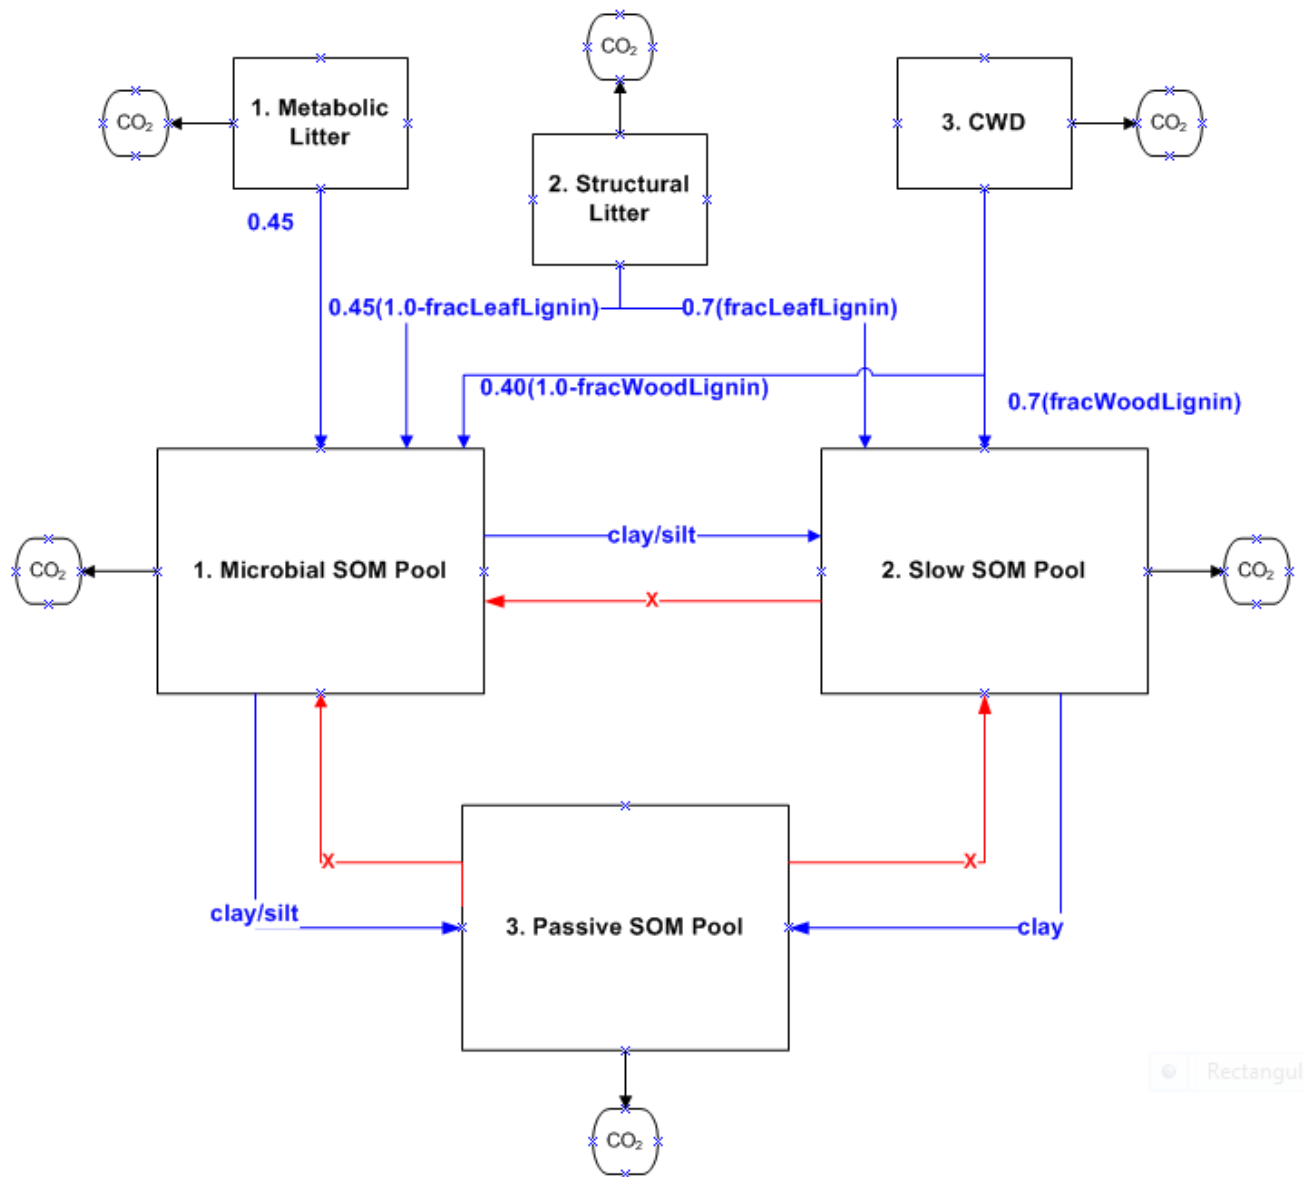 CO₂
1. Metabolic
Litter
CO₂
2. Structural
Litter
3. CWD
CO₂
0.45
0.45(1.0-fracLeafLignin)
0.7(fracLeafLignin)
0.40(1.0-fracWoodLignin)
0.7(fracWoodLignin)
CO₂
1. Microbial SOM Pool
clay/silt
X
2. Slow SOM Pool
CO₂
X
X
clay/silt
3. Passive SOM Pool
clay
CO₂
Rectangul